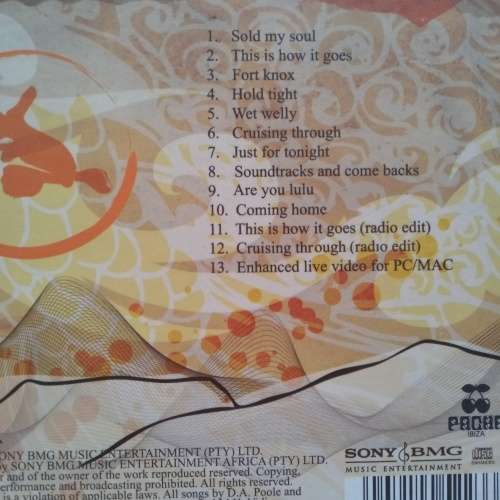 1. Sold my soul
2. This is how it goes
3. Fort knox
4. Hold tight
5. Wet welly
6. Cruising through
7. Just for tonight
8. Soundtracks and come backs
9. Are you lulu
10. Coming home
11. This is how it goes (radio edit)
12. Cruising through (radio edit)
13. Enhanced live video for PC/MAC
PACHA
IBIZA
SONY BMG
MUSIC ENTERTAINMENT
ONY BMG MUSIC ENTERTAINMENT (PTY) LTD.
by SONY BMG MUSIC ENTERTAINMENT AFRICA (PTY) LTD.
er and of the owner of the work reproduced reserved. Copying,
performance and broadcasting prohibited. All rights reserved.
is a violation of applicable laws. All songs by D.A. Poole and